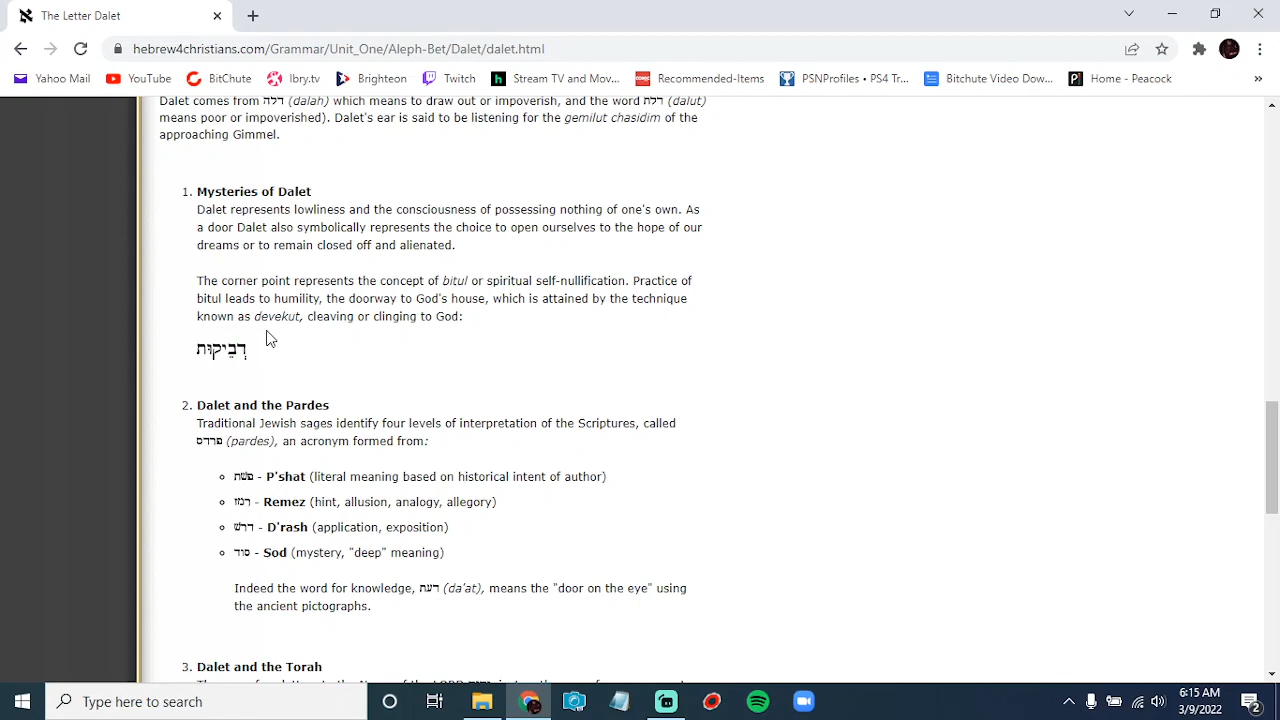 The Letter Dalet
hebrew4christians.com/Grammar/Unit_One/Aleph-Bet/Dalet/dalet.html
Yahoo Mail YouTube BitChute lbry.tv Brighteon Twitch Stream TV and Mov... Recommended-Items PSNProfiles • PS4 Tr... Bitchute Video Dow... Home - Peacock »
Dalet comes from דלה (dalah) which means to draw out or impoverish, and the word דלת (dalut)
means poor or impoverished). Dalet's ear is said to be listening for the gemilut chasidim of the
approaching Gimmel.
1. Mysteries of Dalet
Dalet represents lowliness and the consciousness of possessing nothing of one's own. As
a door Dalet also symbolically represents the choice to open ourselves to the hope of our
dreams or to remain closed off and alienated.
The corner point represents the concept of bitul or spiritual self-nullification. Practice of
bitul leads to humility, the doorway to God's house, which is attained by the technique
known as devekut, cleaving or clinging to God:
דְבֵיקוּת
2. Dalet and the Pardes
Traditional Jewish sages identify four levels of interpretation of the Scriptures, called
פרדס (pardes), an acronym formed from:
פשׁת - P'shat (literal meaning based on historical intent of author)
רמז - Remez (hint, allusion, analogy, allegory)
דרשׁ - D'rash (application, exposition)
סוד - Sod (mystery, "deep" meaning)
Indeed the word for knowledge, דעת (da'at), means the "door on the eye" using
the ancient pictographs.
3. Dalet and the Torah
Type here to search
6:15 AM
3/9/2022
2